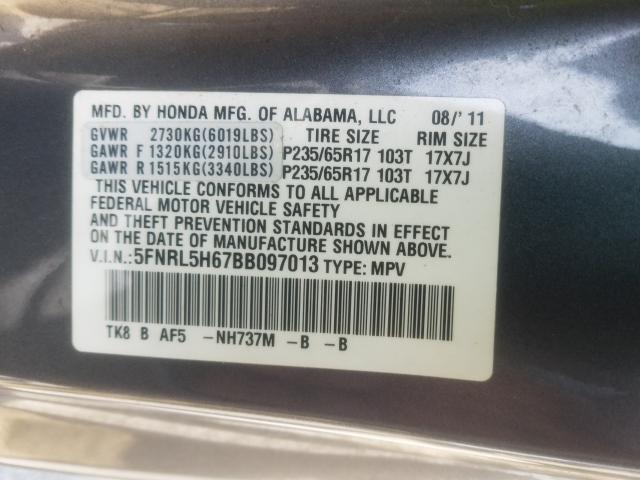 MFD. BY HONDA MFG. OF ALABAMA, LLC 08/'11
GVWR 2730KG(6019LBS) TIRE SIZE RIM SIZE
GAWR F 1320KG(2910LBS) P235/65R17 103T 17X7J
GAWR R 1515KG(3340LBS) P235/65R17 103T 17X7J
THIS VEHICLE CONFORMS TO ALL APPLICABLE
FEDERAL MOTOR VEHICLE SAFETY
AND THEFT PREVENTION STANDARDS IN EFFECT
ON THE DATE OF MANUFACTURE SHOWN ABOVE.
V.I.N.:5FNRL5H67BB097013 TYPE: MPV
TK8 B AF5 -NH737M -B -B